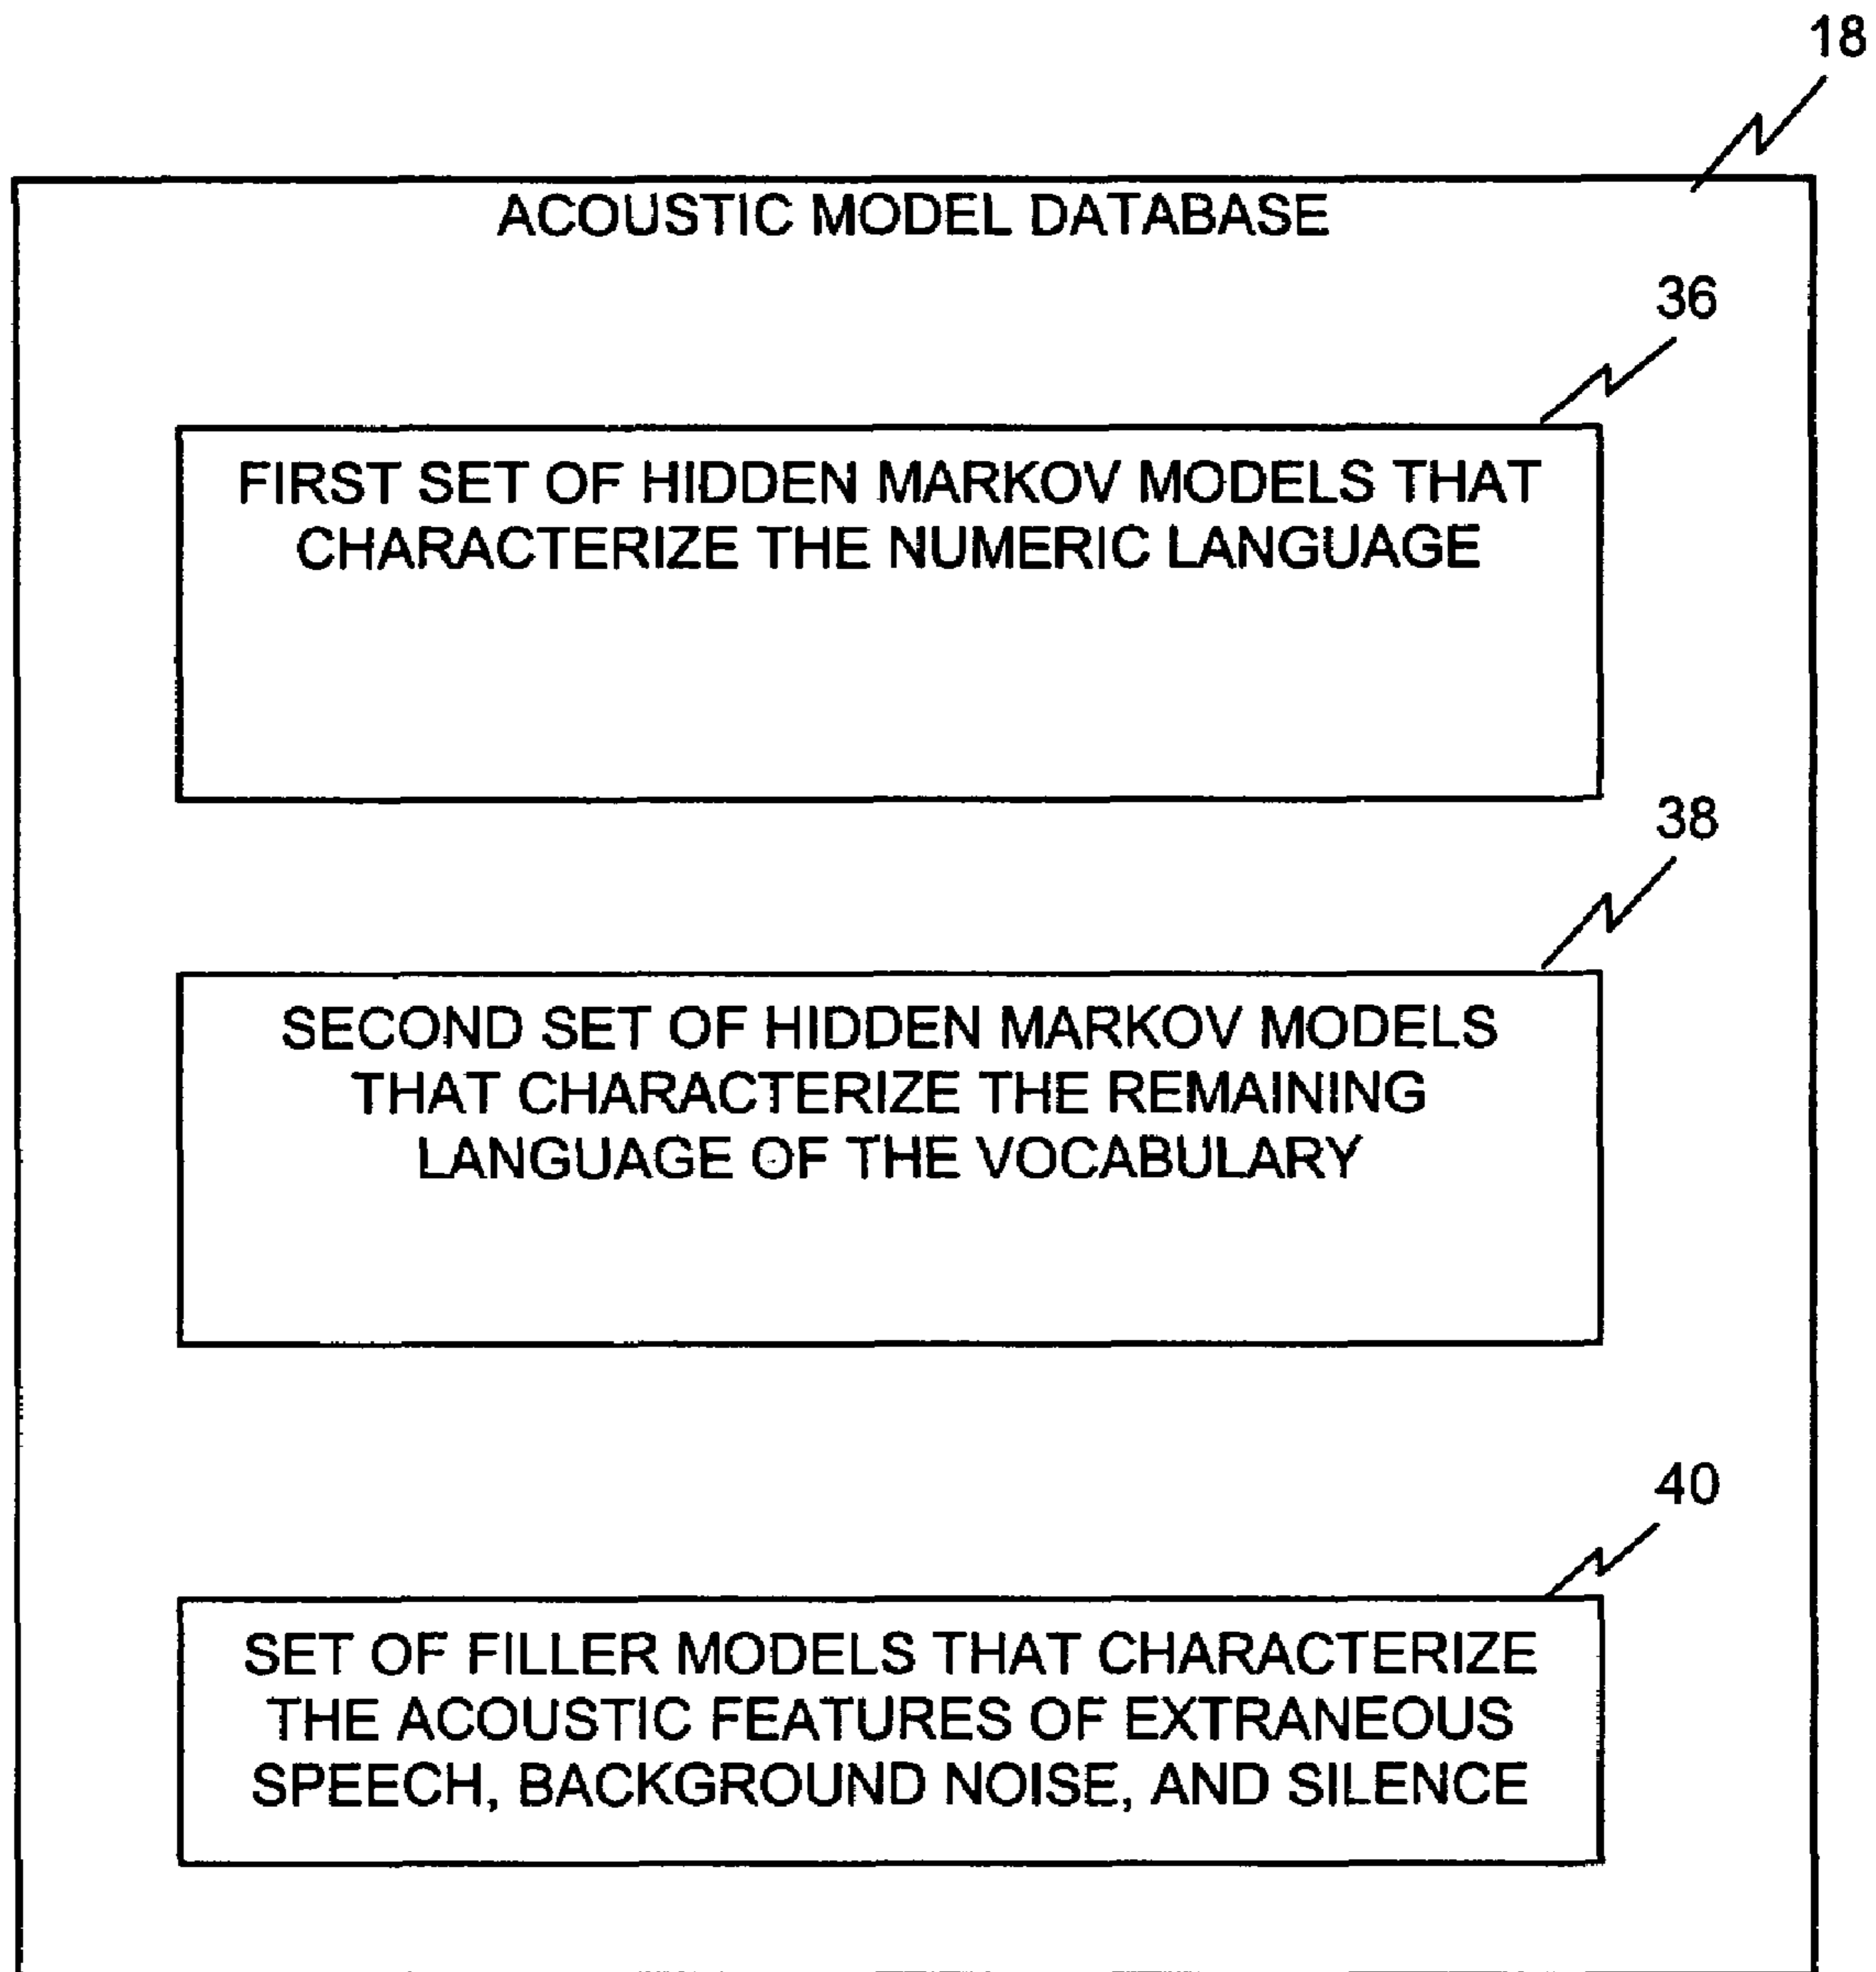 18
ACOUSTIC MODEL DATABASE
36
FIRST SET OF HIDDEN MARKOV MODELS THAT
CHARACTERIZE THE NUMERIC LANGUAGE
38
SECOND SET OF HIDDEN MARKOV MODELS
THAT CHARACTERIZE THE REMAINING
LANGUAGE OF THE VOCABULARY
40
SET OF FILLER MODELS THAT CHARACTERIZE
THE ACOUSTIC FEATURES OF EXTRANEOUS
SPEECH, BACKGROUND NOISE, AND SILENCE